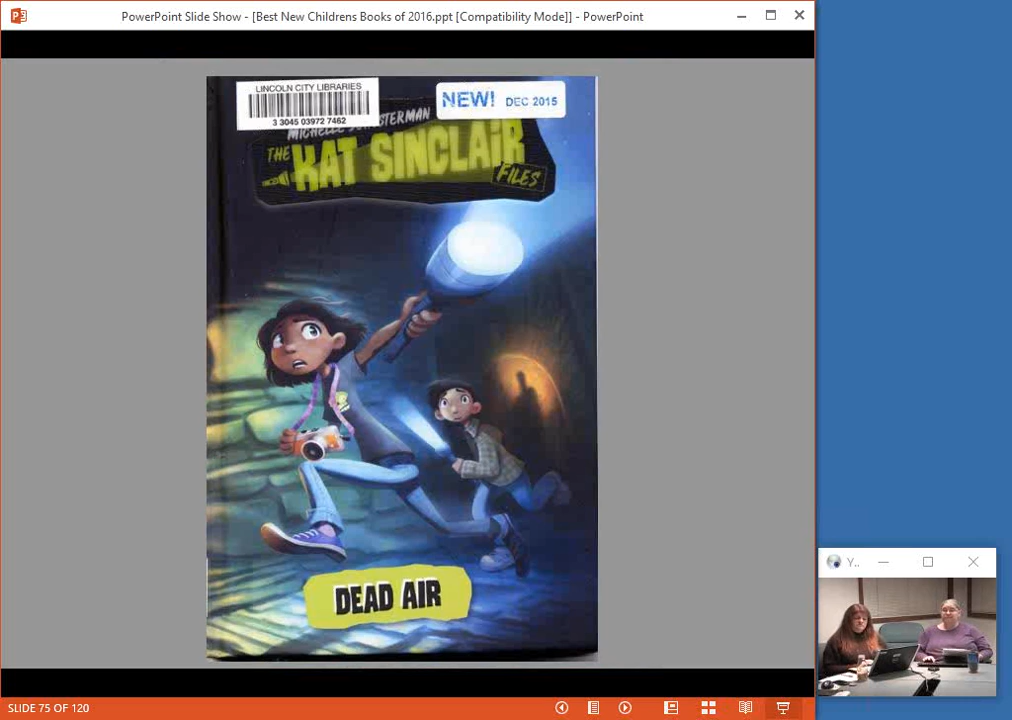 PowerPoint Slide Show - [Best New Childrens Books of 2016.ppt [Compatibility Mode]] - PowerPoint
LINCOLN CITY LIBRARIES
3 3045 03972 7462
NEW! DEC 2015
MICHELLE
THE
KAT SINCLAIR
FILES
DEAD AIR
Y..
SLIDE 75 OF 120